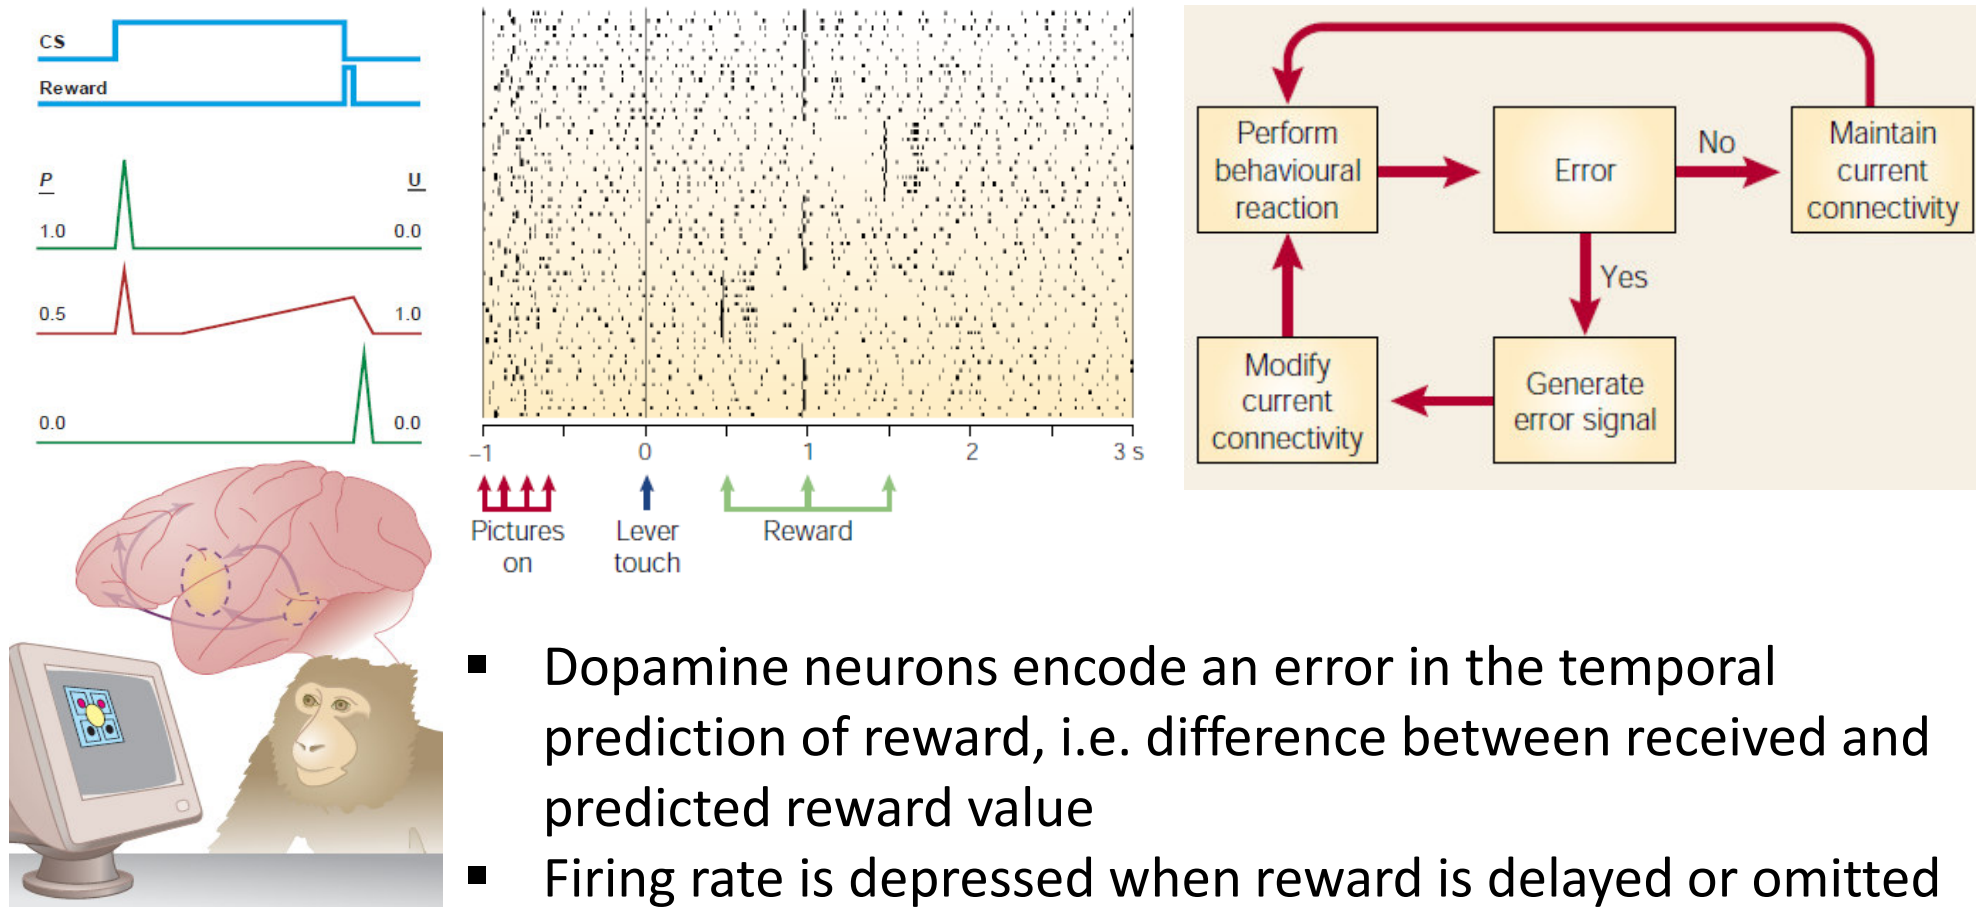 CS
Reward
P U
1.0 0.0
0.5 1.0
0.0 0.0
–1 0 1 2 3 s
Pictures
on
Lever
touch
Reward
Perform
behavioural
reaction
Error
No
Maintain
current
connectivity
Yes
Modify
current
connectivity
Generate
error signal
▪ Dopamine neurons encode an error in the temporal
prediction of reward, i.e. difference between received and
predicted reward value
▪ Firing rate is depressed when reward is delayed or omitted